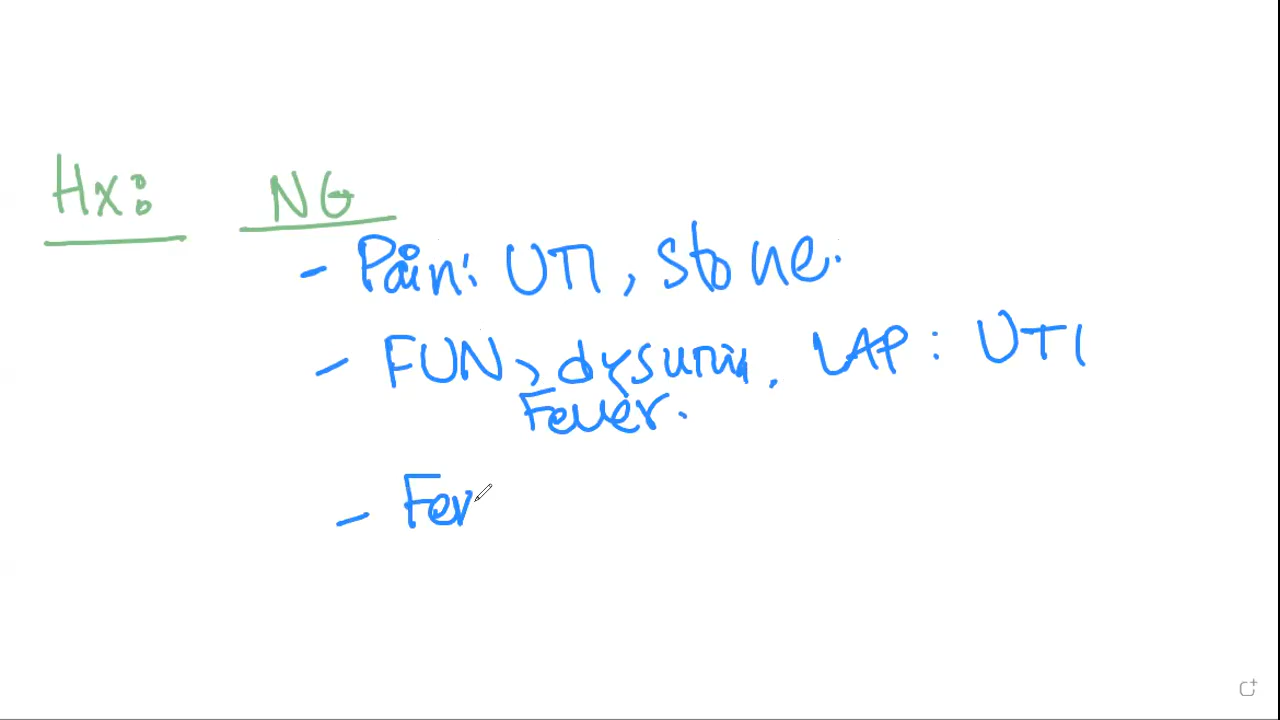 Hx: NG
- Pain: UTI, stone.
- FUN, dysuria, LAP: UTI
Fever.
- Fev